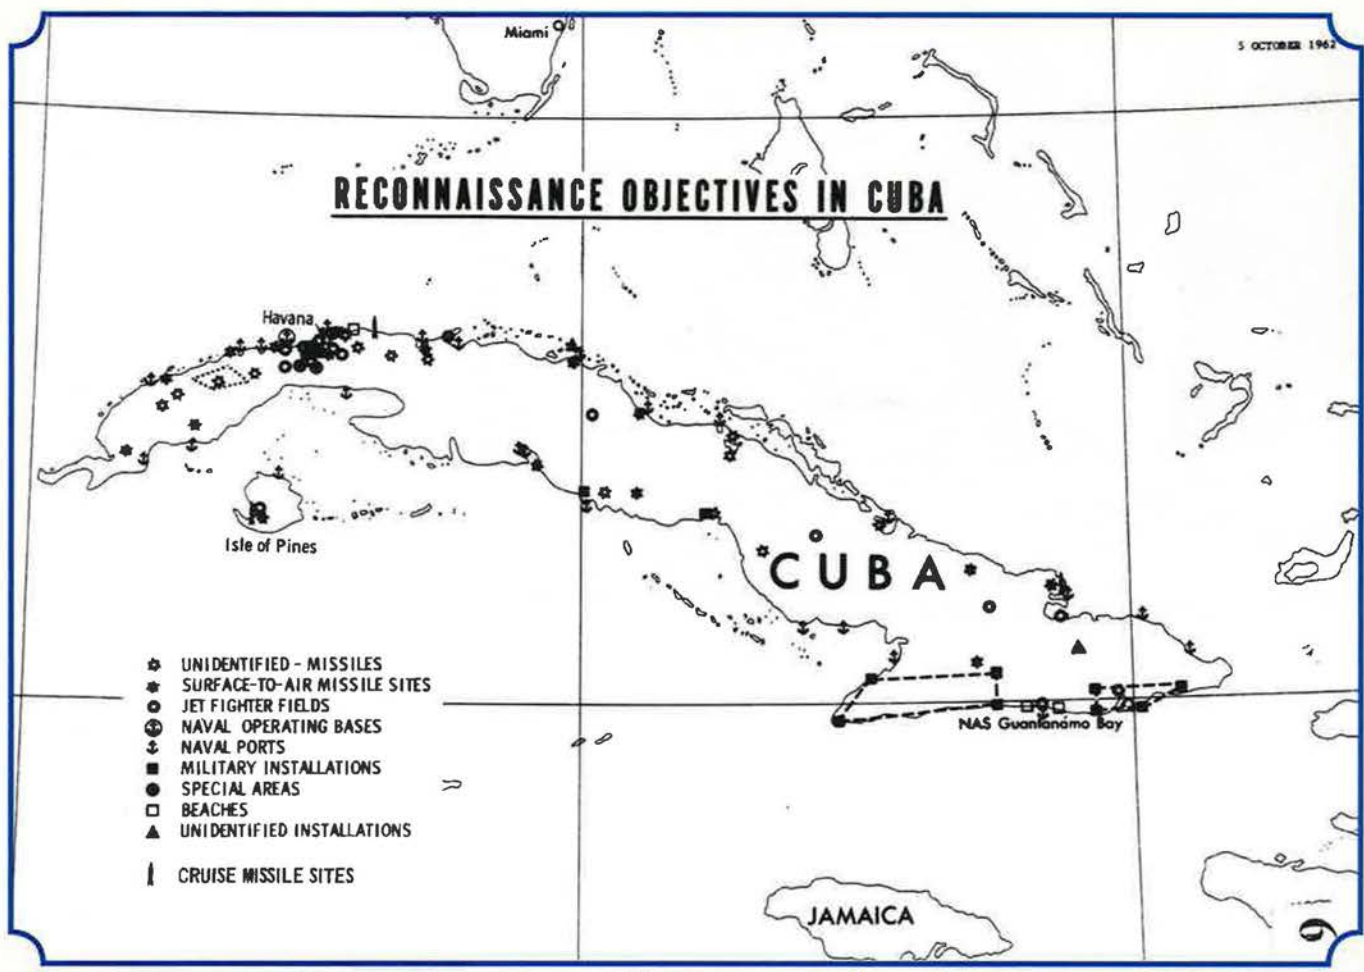 Miami
5 OCTOBER 1962
RECONNAISSANCE OBJECTIVES IN CUBA
Havana
Isle of Pines
CUBA
UNIDENTIFIED - MISSILES
SURFACE-TO-AIR MISSILE SITES
JET FIGHTER FIELDS
NAVAL OPERATING BASES
NAVAL PORTS
MILITARY INSTALLATIONS
SPECIAL AREAS
BEACHES
UNIDENTIFIED INSTALLATIONS
CRUISE MISSILE SITES
NAS Guantánamo Bay
JAMAICA
6